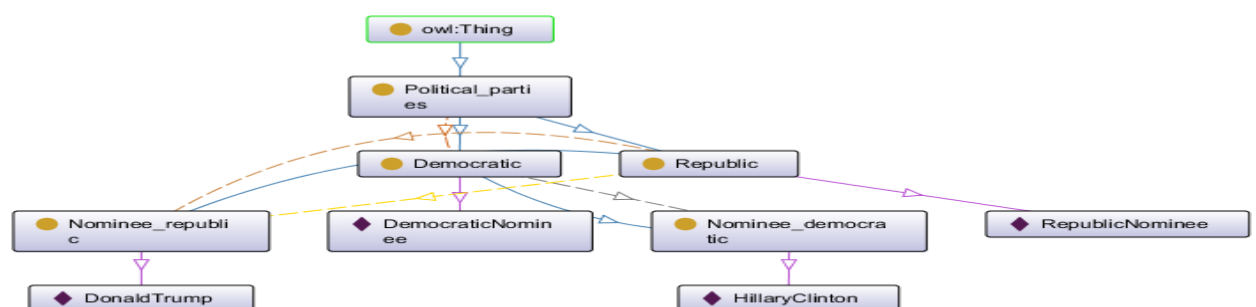 owl:Thing
Political_parti
es
Democratic
Republic
Nominee_republi
c
DemocraticNomin
ee
Nominee_democra
tic
RepublicNominee
DonaldTrump
HillaryClinton